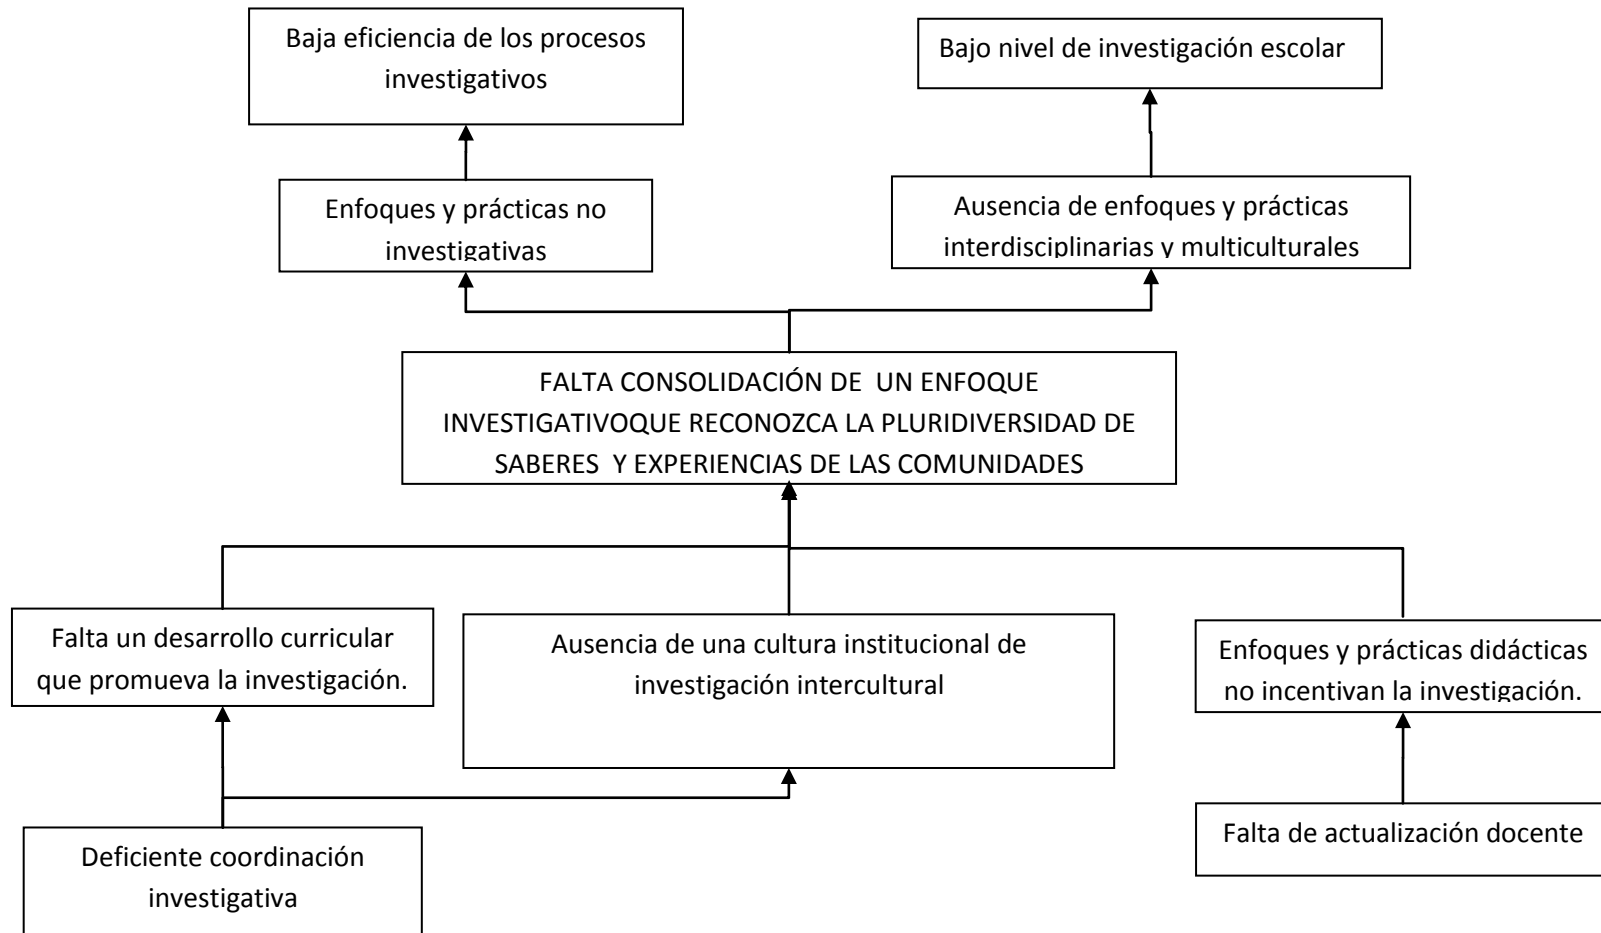 Baja eficiencia de los procesos
investigativos
Bajo nivel de investigación escolar
Enfoques y prácticas no
investigativas
Ausencia de enfoques y prácticas
interdisciplinarias y multiculturales
FALTA CONSOLIDACIÓN DE  UN ENFOQUE
INVESTIGATIVOQUE RECONOZCA LA PLURIDIVERSIDAD DE
SABERES  Y EXPERIENCIAS DE LAS COMUNIDADES
Falta un desarrollo curricular
que promueva la investigación.
Ausencia de una cultura institucional de
investigación intercultural
Enfoques y prácticas didácticas
no incentivan la investigación.
Deficiente coordinación
investigativa
Falta de actualización docente